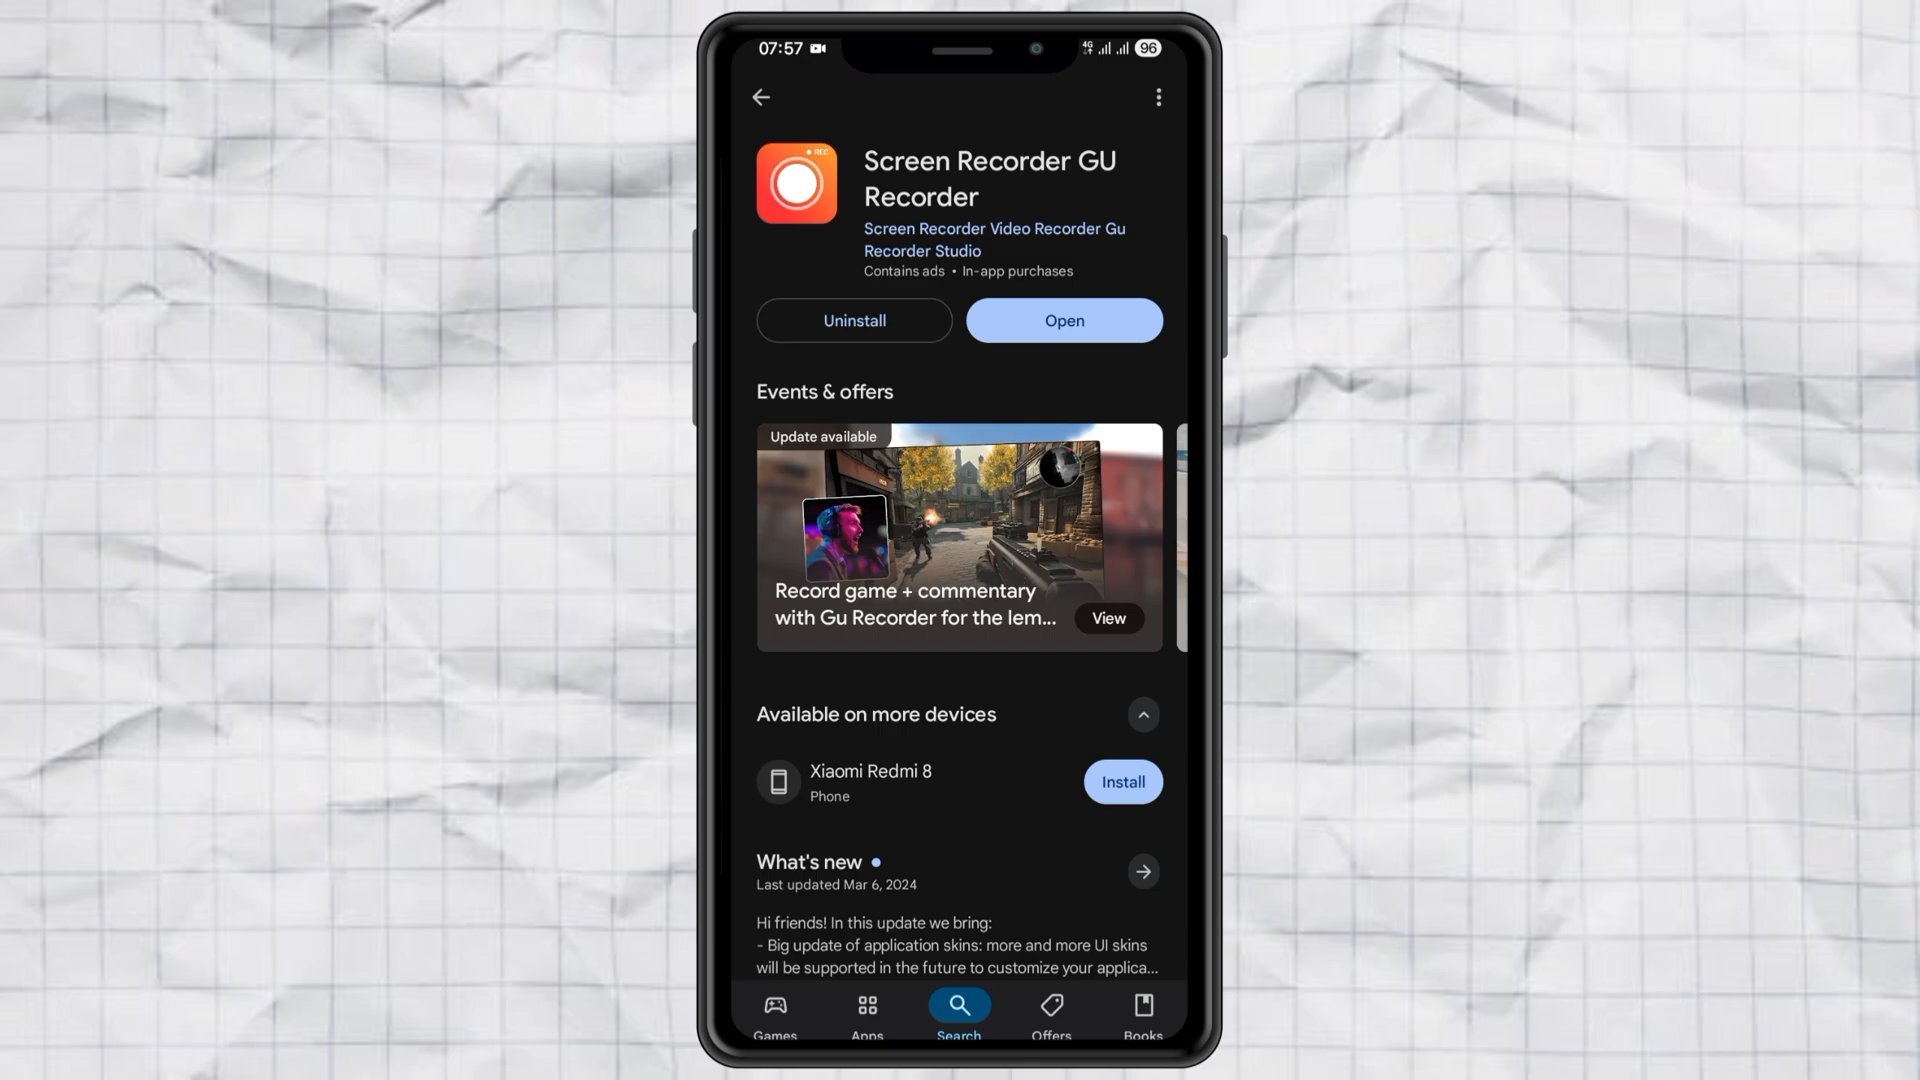 07:57
4G
96
REC
Screen Recorder GU
Recorder
Screen Recorder Video Recorder Gu
Recorder Studio
Contains ads • In-app purchases
Uninstall
Open
Events & offers
Update available
Record game + commentary
with Gu Recorder for the lem...
View
Available on more devices
Xiaomi Redmi 8
Phone
Install
What's new
Last updated Mar 6, 2024
Hi friends! In this update we bring:
- Big update of application skins: more and more UI skins
will be supported in the future to customize your applica...
Games
Apps
Search
Offers
Books